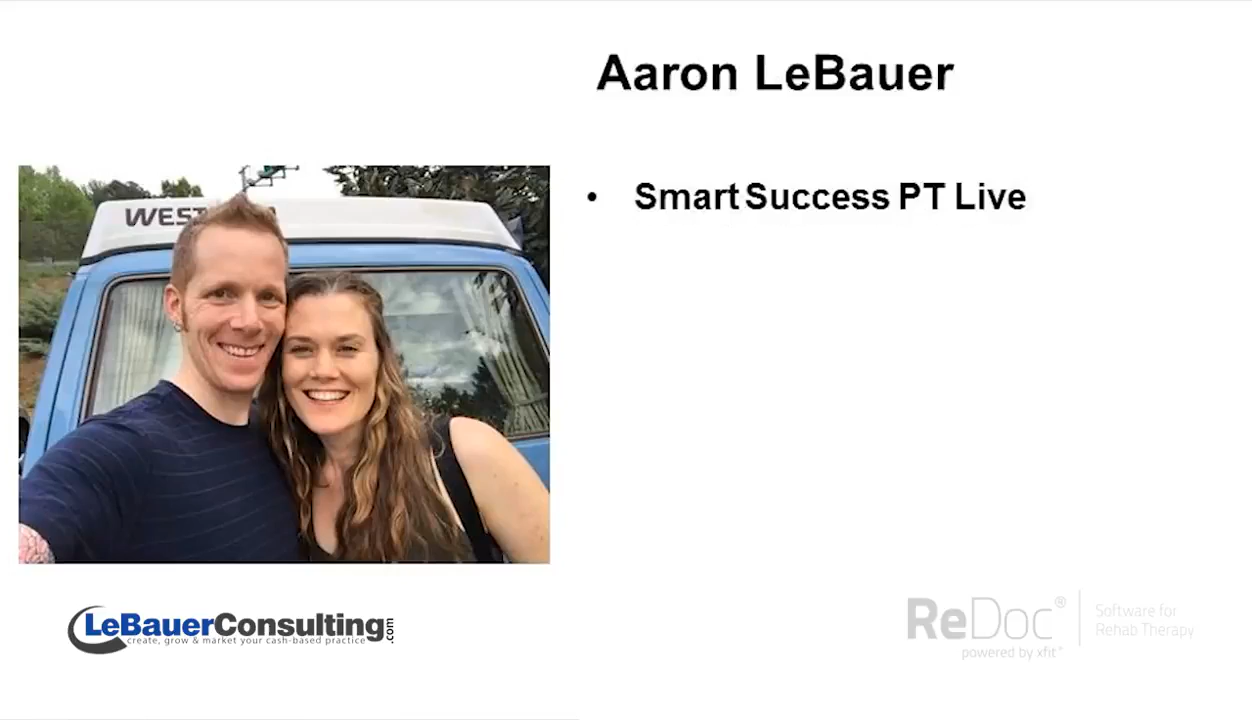 Aaron LeBauer
• Smart Success PT Live
LeBauerConsulting.com
create, grow & market your cash-based practice
ReDoc®
powered by xfit™
Software for
Rehab Therapy